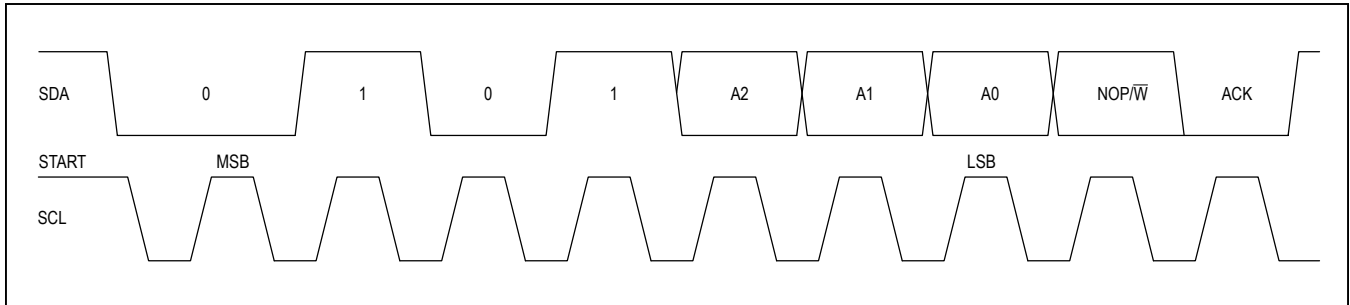 SDA 0 1 0 1 A2 A1 A0 NOP/W̅ ACK
START MSB LSB
SCL